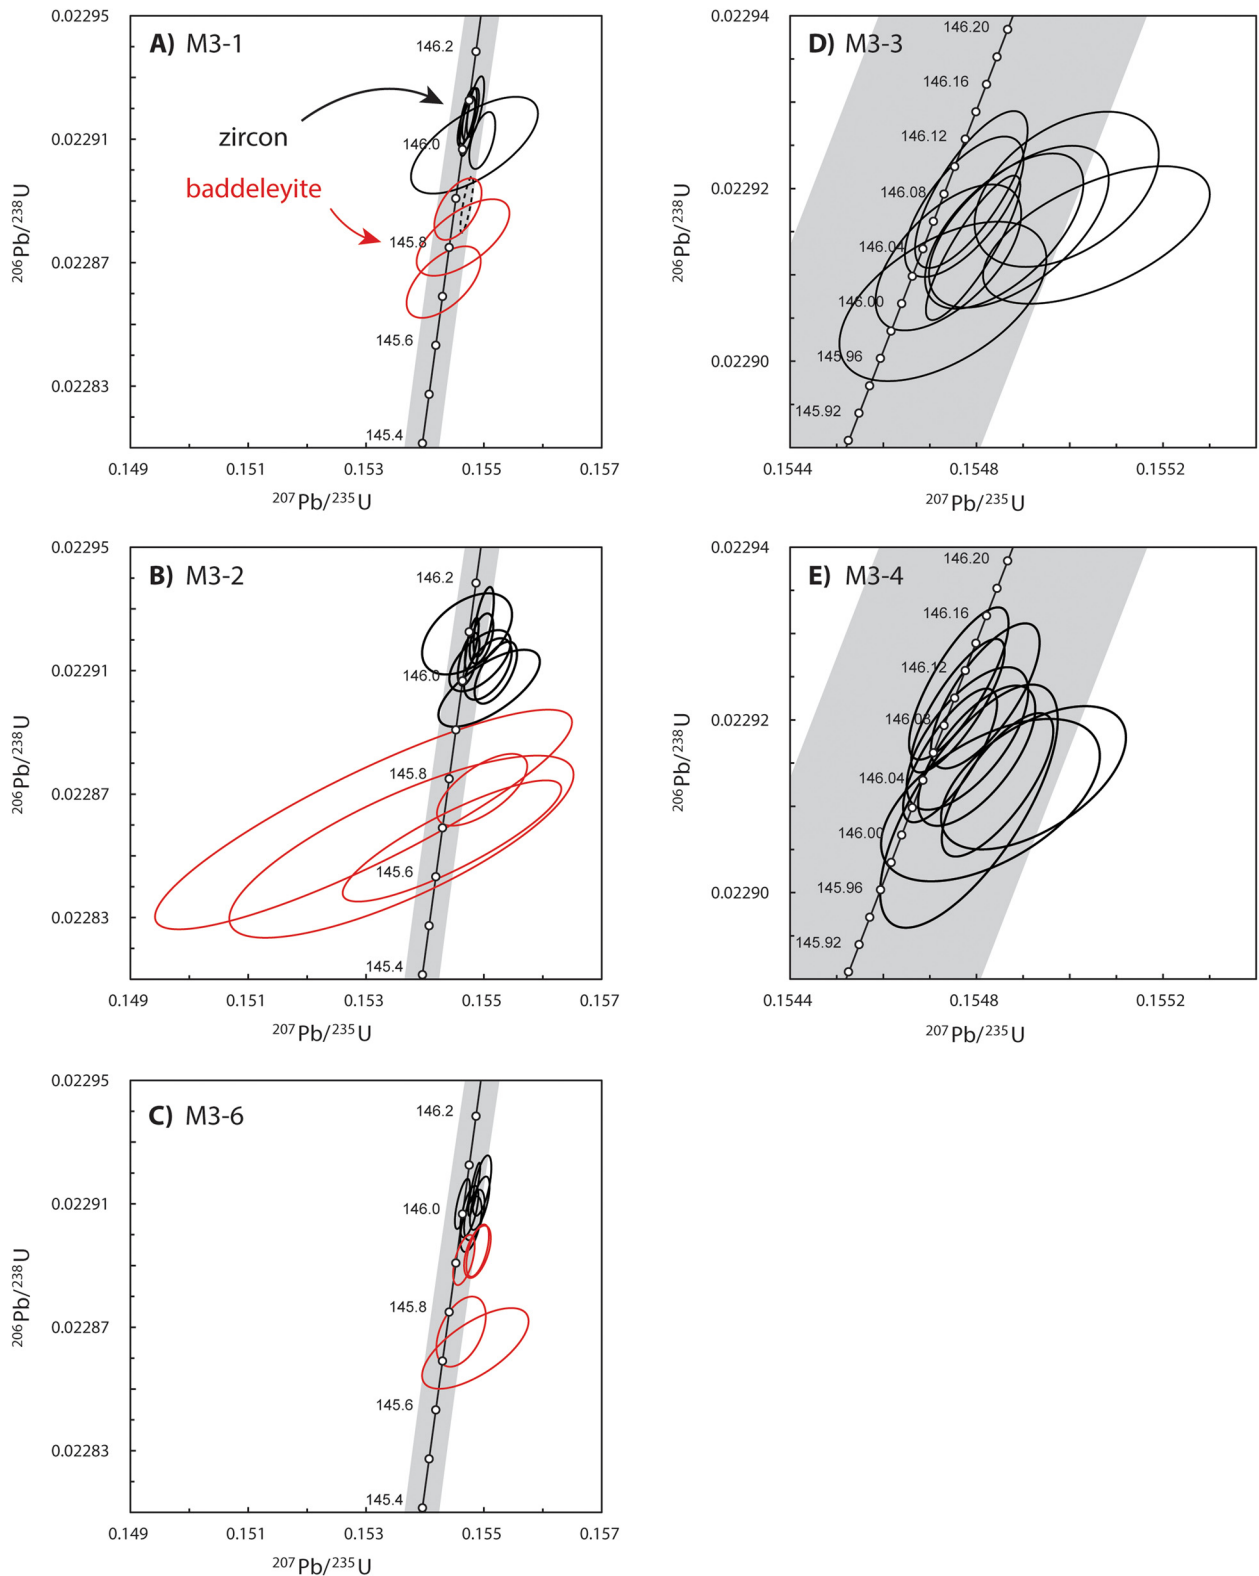 A) M3-1
0.02295
0.02291
0.02287
0.02283
206Pb/238U
146.2
146.0
145.8
145.6
145.4
zircon
baddeleyite
0.149 0.151 0.153 0.155 0.157
207Pb/235U
D) M3-3
0.02294
0.02292
0.02290
206Pb/238U
146.20
146.16
146.12
146.08
146.04
146.00
145.96
145.92
0.1544 0.1548 0.1552
207Pb/235U
B) M3-2
0.02295
0.02291
0.02287
0.02283
206Pb/238U
146.2
146.0
145.8
145.6
145.4
0.149 0.151 0.153 0.155 0.157
207Pb/235U
E) M3-4
0.02294
0.02292
0.02290
206Pb/238U
146.20
146.16
146.12
146.08
146.04
146.00
145.96
145.92
0.1544 0.1548 0.1552
207Pb/235U
C) M3-6
0.02295
0.02291
0.02287
0.02283
206Pb/238U
146.2
146.0
145.8
145.6
145.4
0.149 0.151 0.153 0.155 0.157
207Pb/235U